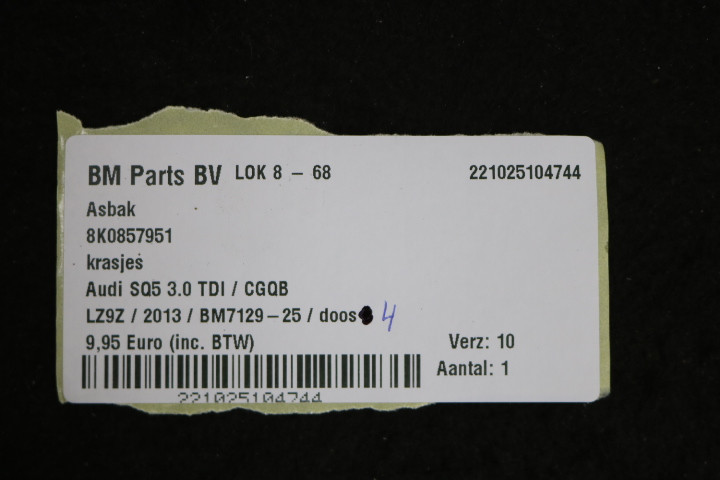 BM Parts BV LOK 8 – 68 221025104744
Asbak
8K0857951
krasjes
Audi SQ5 3.0 TDI / CGQB
LZ9Z / 2013 / BM7129–25 / doos 4
9,95 Euro (inc. BTW) Verz: 10
Aantal: 1
221025104744